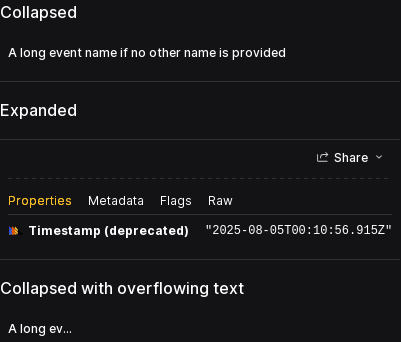 Collapsed
A long event name if no other name is provided
Expanded
Share
Properties Metadata Flags Raw
Timestamp (deprecated) "2025-08-05T00:10:56.915Z"
Collapsed with overflowing text
A long ev...